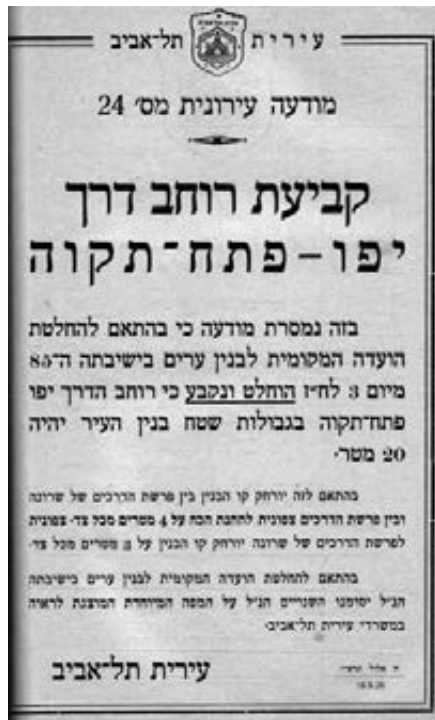 עירית תל־אביב
מודעה עירונית מס׳ 24
קביעת רוחב דרך
יפו – פתח־תקוה
בזה נמסרת מודעה כי בהתאם להחלטת
הועדה המקומית לבנין ערים בישיבתה ה־85
מיום 3 לח״ז הוחלט ונקבע כי רוחב הדרך יפו
פתח־תקוה בגבולות שטח בנין העיר יהיה
20 מטר.
בהתאם לזה יורחק קו הבנין בין פרשת הדרכים של שרונה
ובין פרשת הדרכים צפונית לתחנת הכח על 4 מטרים מכל צד. צפונית
לפרשת הדרכים של שרונה יורחק קו הבנין על 3 מטרים מכל צד.
בהתאם להחלטת הועדה המקומית לבנין ערים בישיבתה
הנ״ל יסומנו השנויים הנ״ל על המפה המיוחדת המוצגת לראוה
במשרדי עירית תל־אביב.
עירית תל־אביב